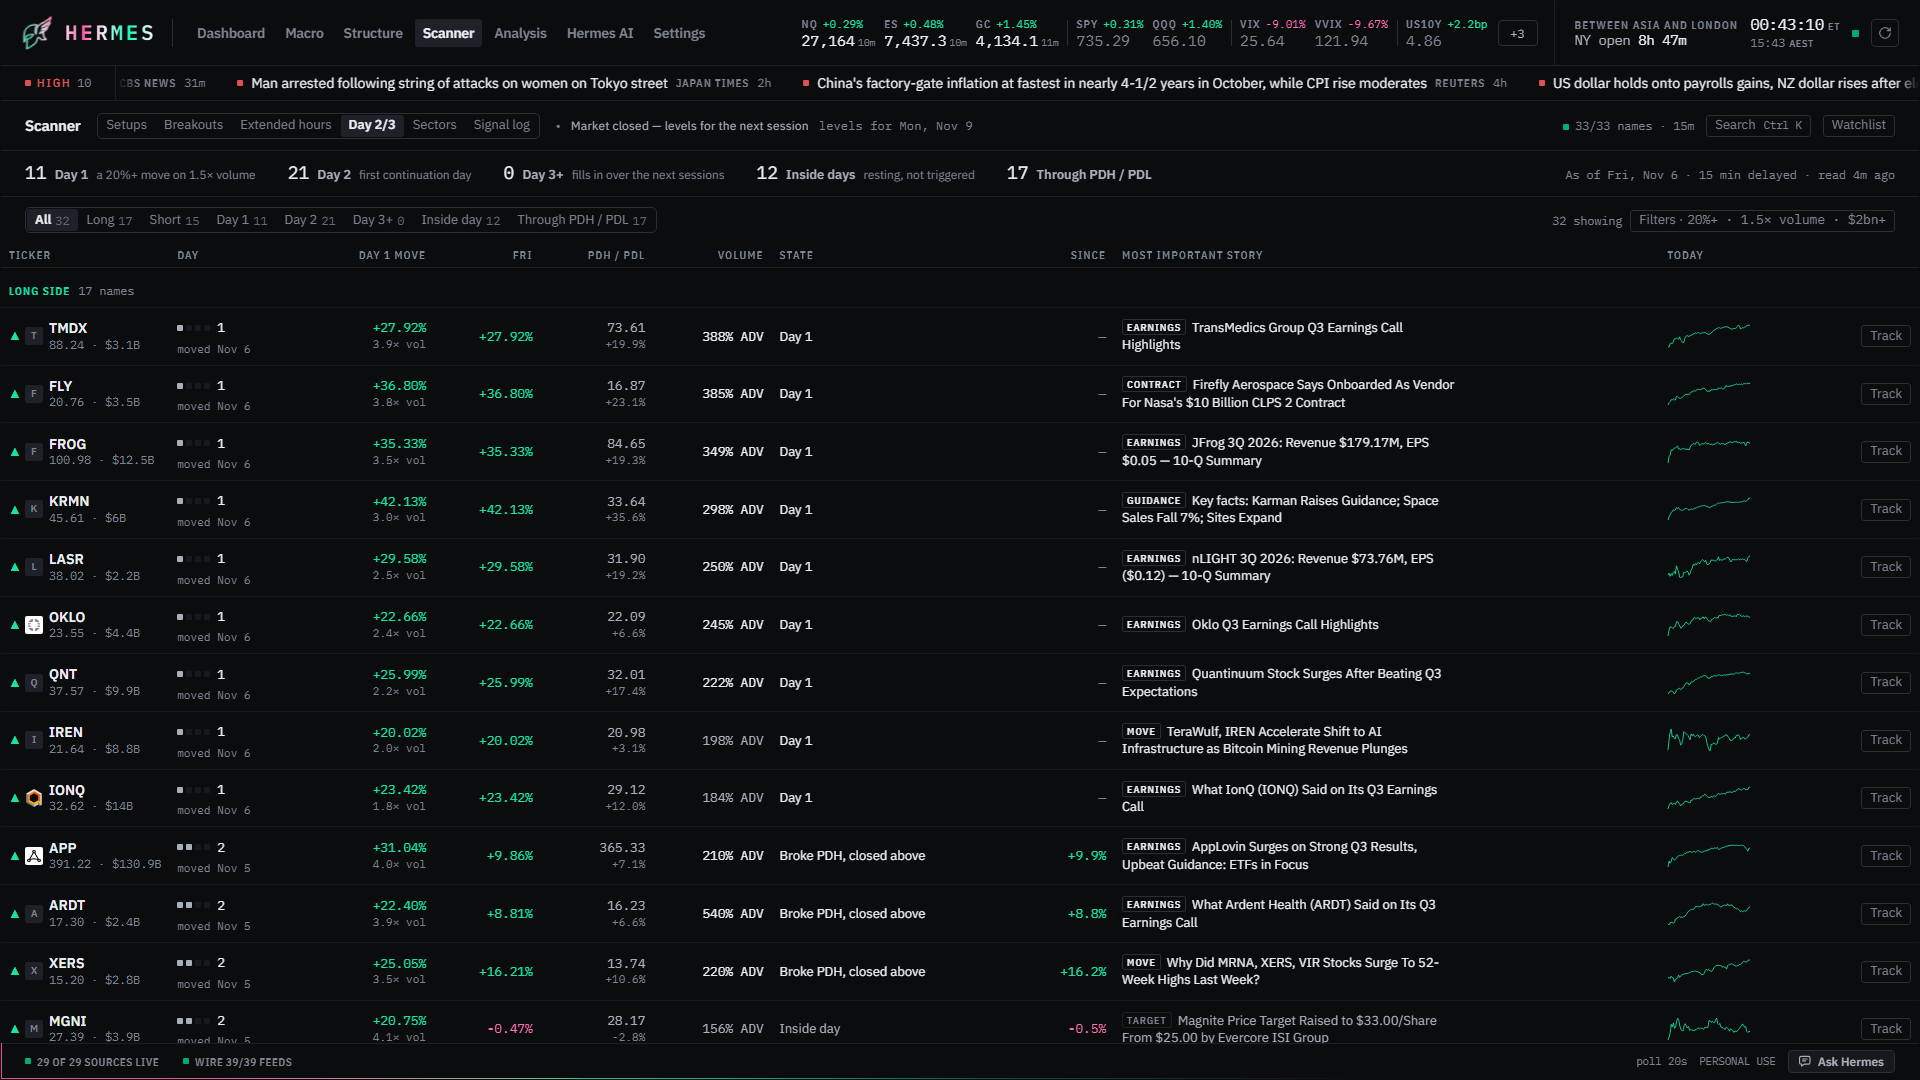 HERMES
Dashboard Macro Structure Scanner Analysis Hermes AI Settings
NQ +0.29% ES +0.48% GC +1.45% SPY +0.31% QQQ +1.40% VIX -9.01% VVIX -9.67% US10Y +2.2bp
27,164 10m 7,437.3 10m 4,134.1 11m 735.29 656.10 25.64 121.94 4.86 +3
BETWEEN ASIA AND LONDON 00:43:10 ET
NY open 8h 47m 15:43 AEST
HIGH 10 CBS NEWS 31m Man arrested following string of attacks on women on Tokyo street JAPAN TIMES 2h China's factory-gate inflation at fastest in nearly 4-1/2 years in October, while CPI rise moderates REUTERS 4h US dollar holds onto payrolls gains, NZ dollar rises after
Scanner Setups Breakouts Extended hours Day 2/3 Sectors Signal log • Market closed — levels for the next session levels for Mon, Nov 9 33/33 names · 15m Search Ctrl K Watchlist
11 Day 1 a 20%+ move on 1.5× volume 21 Day 2 first continuation day 0 Day 3+ fills in over the next sessions 12 Inside days resting, not triggered 17 Through PDH / PDL As of Fri, Nov 6 · 15 min delayed · read 4m ago
All 32 Long 17 Short 15 Day 1 11 Day 2 21 Day 3+ 0 Inside day 12 Through PDH / PDL 17 32 showing Filters · 20%+ · 1.5× volume · $2bn+
TICKER DAY DAY 1 MOVE FRI PDH / PDL VOLUME STATE SINCE MOST IMPORTANT STORY TODAY
LONG SIDE 17 names
T TMDX 1 +27.92% +27.92% 73.61 388% ADV Day 1 — EARNINGS TransMedics Group Q3 Earnings Call Track
88.24 · $3.1B moved Nov 6 3.9× vol +19.9% Highlights
F FLY 1 +36.80% +36.80% 16.87 385% ADV Day 1 — CONTRACT Firefly Aerospace Says Onboarded As Vendor Track
20.76 · $3.5B moved Nov 6 3.8× vol +23.1% For Nasa's $10 Billion CLPS 2 Contract
F FROG 1 +35.33% +35.33% 84.65 349% ADV Day 1 — EARNINGS JFrog 3Q 2026: Revenue $179.17M, EPS Track
100.98 · $12.5B moved Nov 6 3.5× vol +19.3% $0.05 — 10-Q Summary
K KRMN 1 +42.13% +42.13% 33.64 298% ADV Day 1 — GUIDANCE Key facts: Karman Raises Guidance; Space Track
45.61 · $6B moved Nov 6 3.0× vol +35.6% Sales Fall 7%; Sites Expand
L LASR 1 +29.58% +29.58% 31.90 250% ADV Day 1 — EARNINGS nLIGHT 3Q 2026: Revenue $73.76M, EPS Track
38.02 · $2.2B moved Nov 6 2.5× vol +19.2% ($0.12) — 10-Q Summary
OKLO 1 +22.66% +22.66% 22.09 245% ADV Day 1 — EARNINGS Oklo Q3 Earnings Call Highlights Track
23.55 · $4.4B moved Nov 6 2.4× vol +6.6%
Q QNT 1 +25.99% +25.99% 32.01 222% ADV Day 1 — EARNINGS Quantinuum Stock Surges After Beating Q3 Track
37.57 · $9.9B moved Nov 6 2.2× vol +17.4% Expectations
I IREN 1 +20.02% +20.02% 20.98 198% ADV Day 1 — MOVE TeraWulf, IREN Accelerate Shift to AI Track
21.64 · $8.8B moved Nov 6 2.0× vol +3.1% Infrastructure as Bitcoin Mining Revenue Plunges
IONQ 1 +23.42% +23.42% 29.12 184% ADV Day 1 — EARNINGS What IonQ (IONQ) Said on Its Q3 Earnings Track
32.62 · $14B moved Nov 6 1.8× vol +12.0% Call
APP 2 +31.04% +9.86% 365.33 210% ADV Broke PDH, closed above +9.9% EARNINGS AppLovin Surges on Strong Q3 Results, Track
391.22 · $130.9B moved Nov 5 4.0× vol +7.1% Upbeat Guidance: ETFs in Focus
A ARDT 2 +22.40% +8.81% 16.23 540% ADV Broke PDH, closed above +8.8% EARNINGS What Ardent Health (ARDT) Said on Its Q3 Track
17.30 · $2.4B moved Nov 5 3.9× vol +6.6% Earnings Call
X XERS 2 +25.05% +16.21% 13.74 220% ADV Broke PDH, closed above +16.2% MOVE Why Did MRNA, XERS, VIR Stocks Surge To 52- Track
15.20 · $2.8B moved Nov 5 3.5× vol +10.6% Week Highs Last Week?
M MGNI 2 +20.75% -0.47% 28.17 156% ADV Inside day -0.5% TARGET Magnite Price Target Raised to $33.00/Share Track
27.39 · $3.9B moved Nov 5 4.1× vol -2.8% From $25.00 by Evercore ISI Group
29 OF 29 SOURCES LIVE WIRE 39/39 FEEDS poll 20s PERSONAL USE Ask Hermes